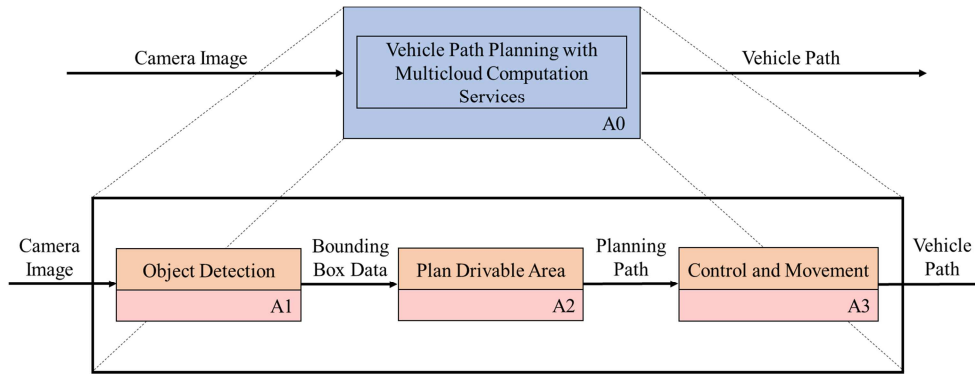 Camera Image
Vehicle Path Planning with
Multicloud Computation
Services
A0
Vehicle Path
Camera
Image
Object Detection
A1
Bounding
Box Data
Plan Drivable Area
A2
Planning
Path
Control and Movement
A3
Vehicle
Path